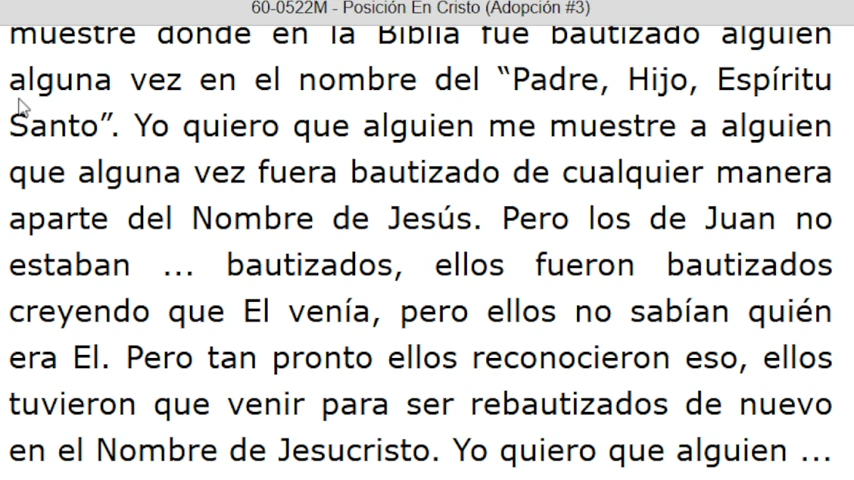 60-0522M - Posición En Cristo (Adopción #3)
muestre dónde en la Biblia fue bautizado alguien
alguna vez en el nombre del “Padre, Hijo, Espíritu
Santo”. Yo quiero que alguien me muestre a alguien
que alguna vez fuera bautizado de cualquier manera
aparte del Nombre de Jesús. Pero los de Juan no
estaban ... bautizados, ellos fueron bautizados
creyendo que El venía, pero ellos no sabían quién
era El. Pero tan pronto ellos reconocieron eso, ellos
tuvieron que venir para ser rebautizados de nuevo
en el Nombre de Jesucristo. Yo quiero que alguien ...